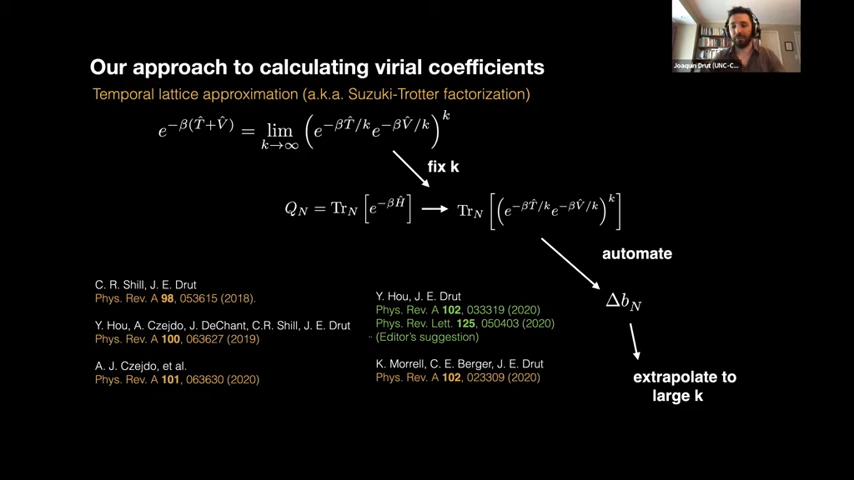 Joaquin Drut (UNC-C...
Our approach to calculating virial coefficients
Temporal lattice approximation (a.k.a. Suzuki-Trotter factorization)
e^{-β(T̂+V̂)} = lim_{k→∞} (e^{-βT̂/k} e^{-βV̂/k})^k
fix k
Q_N = Tr_N [e^{-βĤ}] → Tr_N [(e^{-βT̂/k} e^{-βV̂/k})^k]
automate
Δb_N
extrapolate to
large k
C. R. Shill, J. E. Drut
Phys. Rev. A 98, 053615 (2018).
Y. Hou, A. Czejdo, J. DeChant, C.R. Shill, J. E. Drut
Phys. Rev. A 100, 063627 (2019)
A. J. Czejdo, et al.
Phys. Rev. A 101, 063630 (2020)
Y. Hou, J. E. Drut
Phys. Rev. A 102, 033319 (2020)
Phys. Rev. Lett. 125, 050403 (2020)
(Editor's suggestion)
K. Morrell, C. E. Berger, J. E. Drut
Phys. Rev. A 102, 023309 (2020)